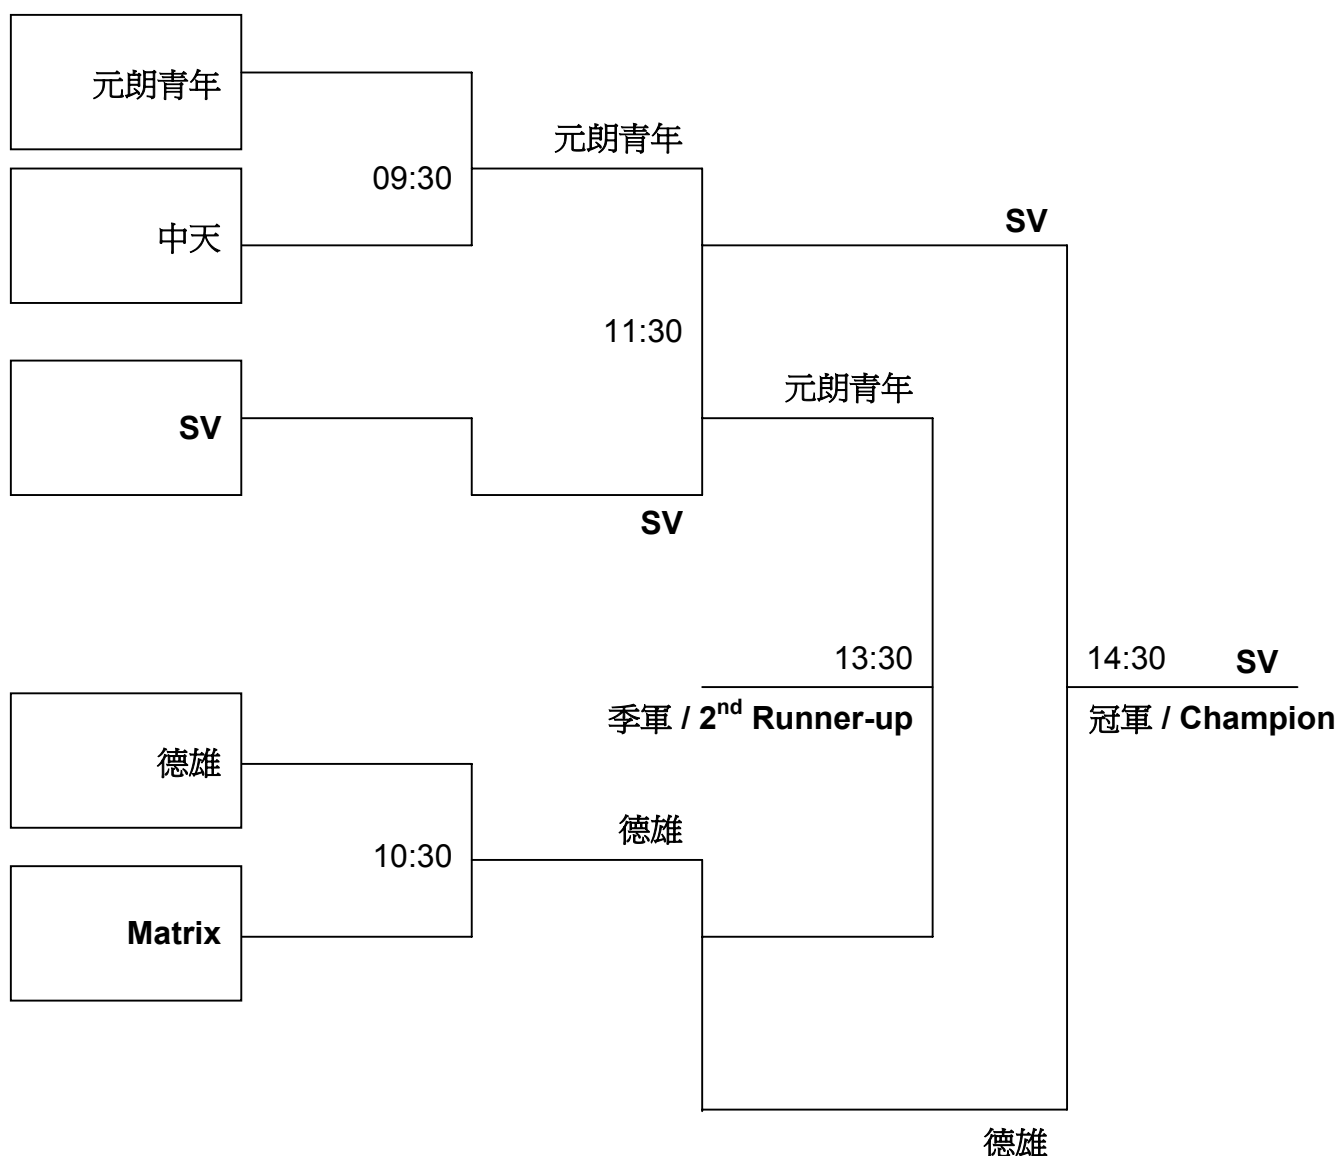 元朗青年
元朗青年
09:30
中天
SV
11:30
元朗青年
SV
SV
13:30
14:30 SV
季軍 / 2nd Runner-up
冠軍 / Champion
德雄
德雄
10:30
Matrix
德雄